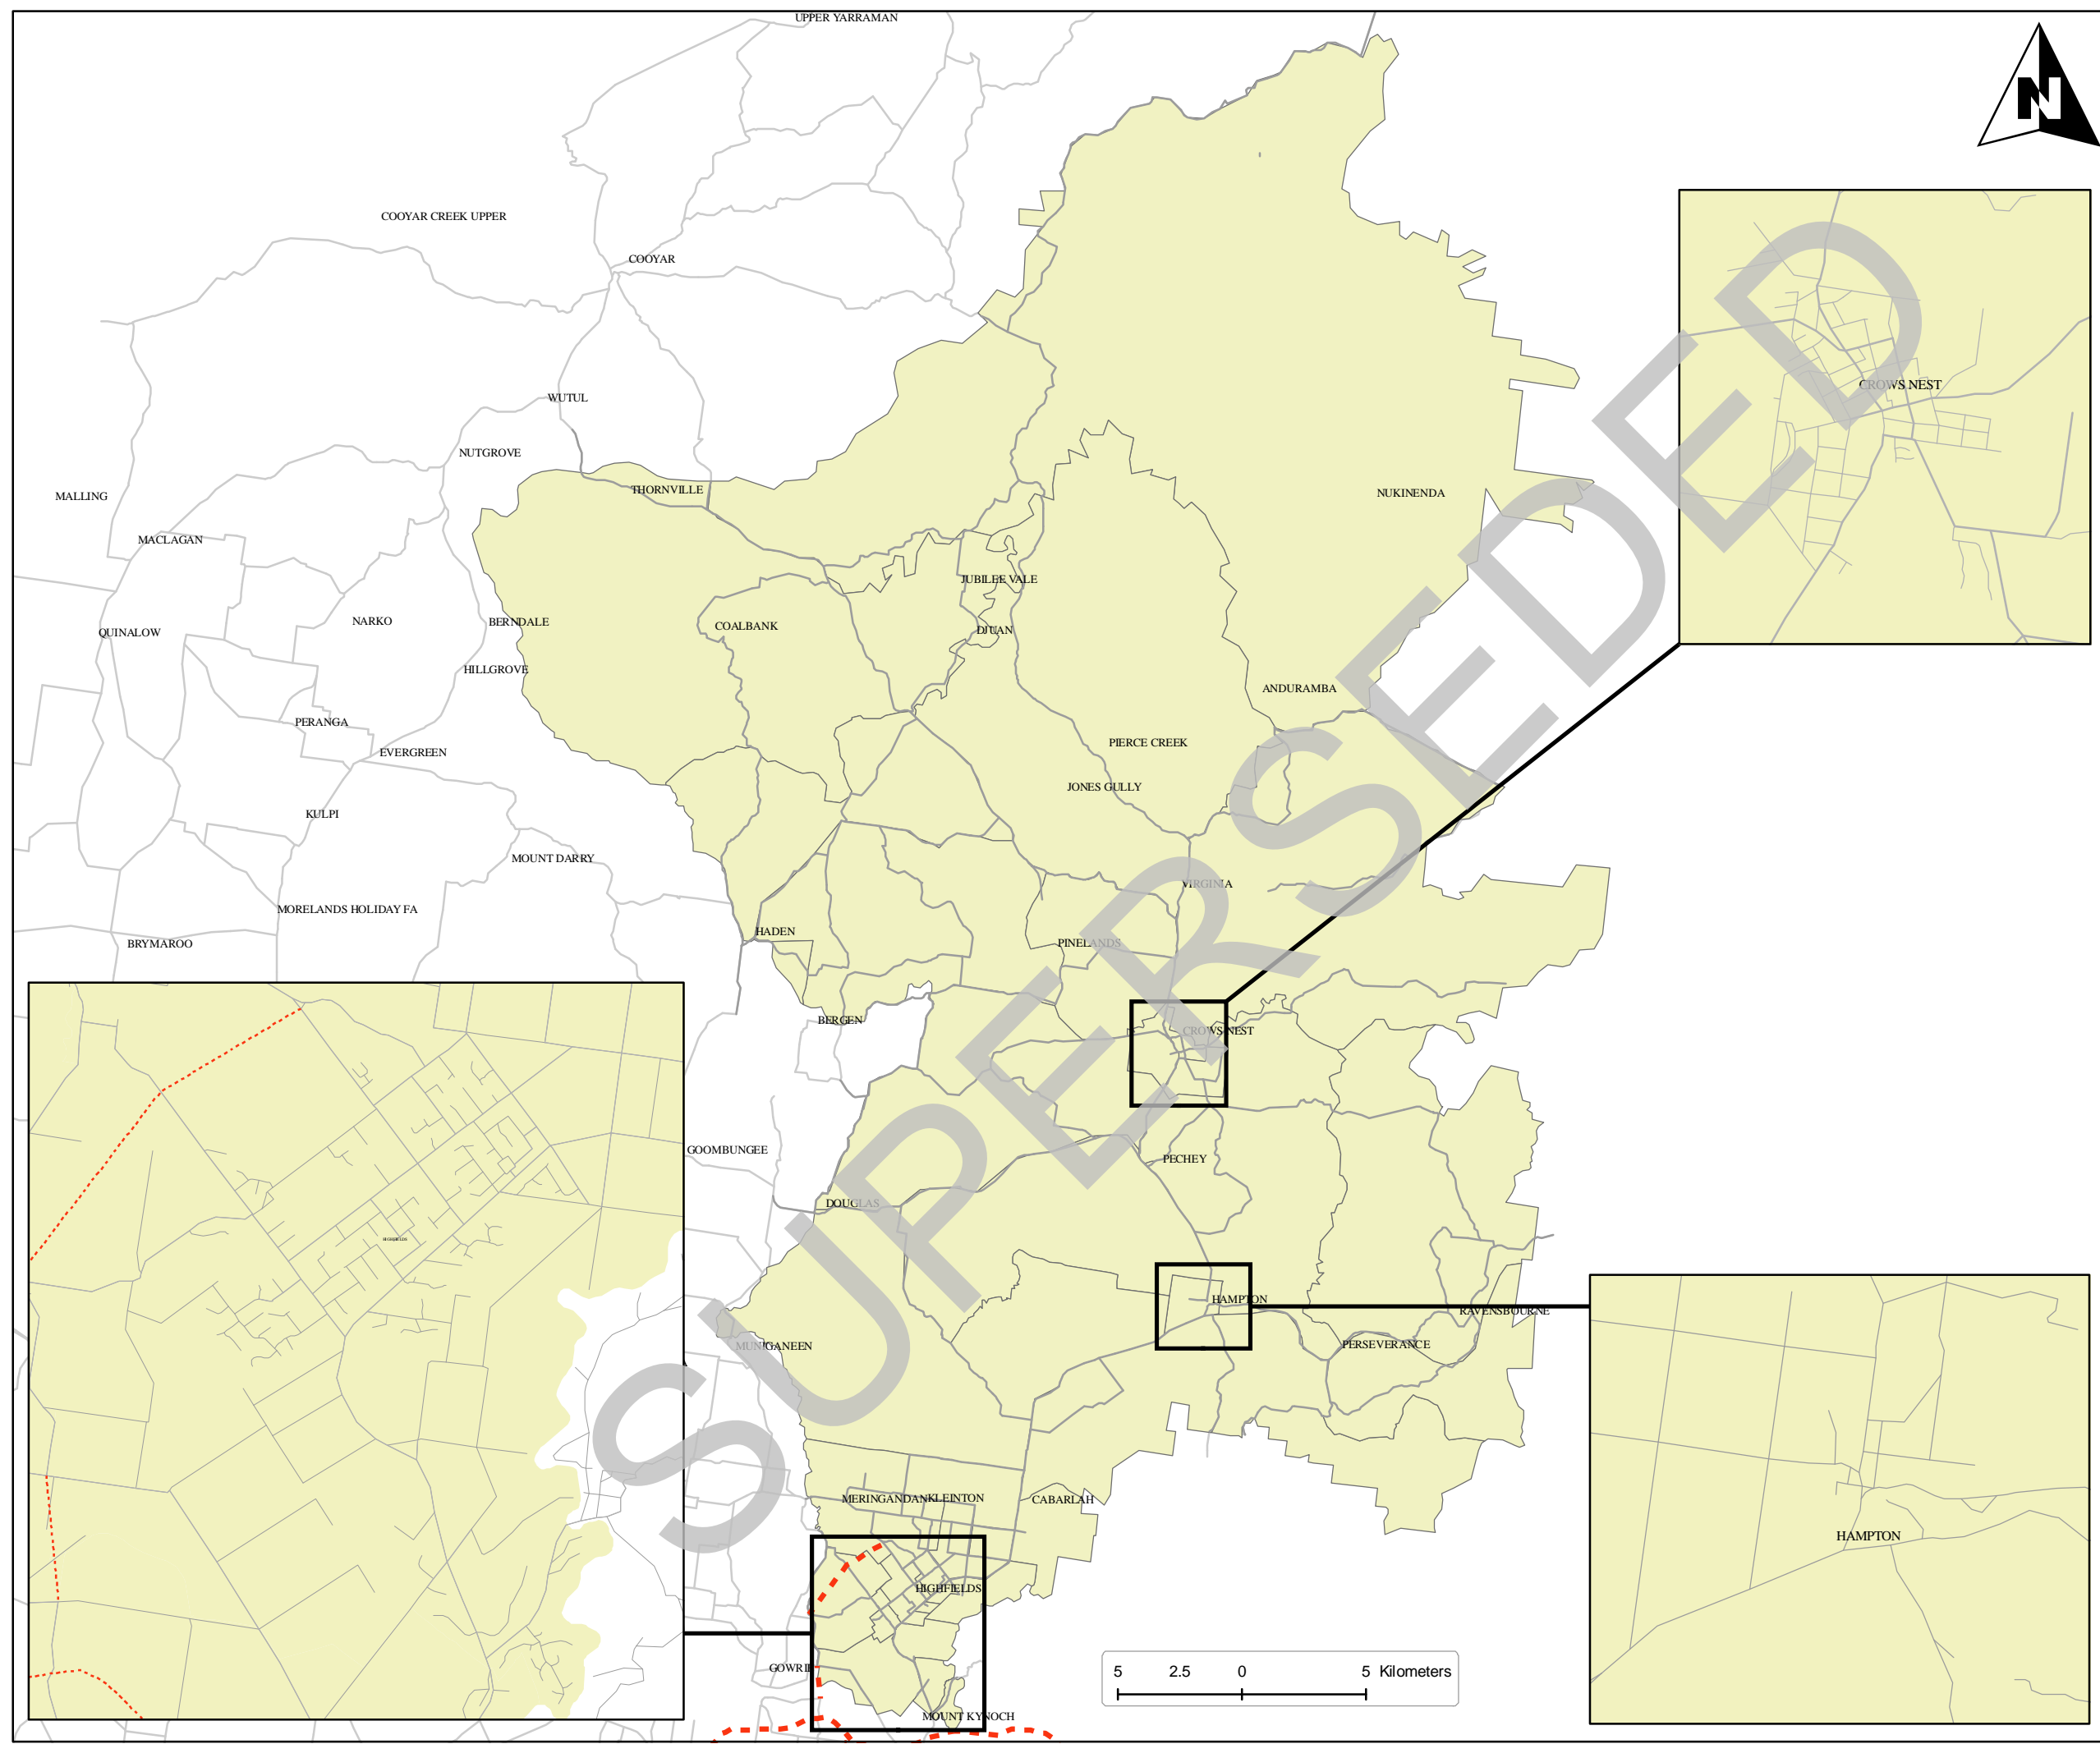 UPPER YARRAMAN
N
COOYAR CREEK UPPER
COOYAR
CROWS NEST
WUTUL
NUTGROVE
THORNVILLE
NUKINENDA
MALLING
MACLAGAN
JUBILEE VALE
NARKO
BERNDALE
COALBANK
DJUAN
QUINALOW
HILLGROVE
ANDURAMBA
PERANGA
EVERGREEN
PIERCE CREEK
JONES GULLY
KULPI
MOUNT DARRY
VIRGINIA
MORELANDS HOLIDAY FA
HADEN
PINELANDS
BRYMAROO
BERGEN
CROWS NEST
SUPERSEDED
GOOMBUNGEE
PECHEY
DOUGLAS
HIGHFIELDS
HAMPTON
RAVENSBOURNE
PERSEVERANCE
MERINGANDAN
KLEINTON
CABARLAH
HAMPTON
HIGHFIELDS
MOUNT KYNOCH
5 2.5 0 5 Kilometers